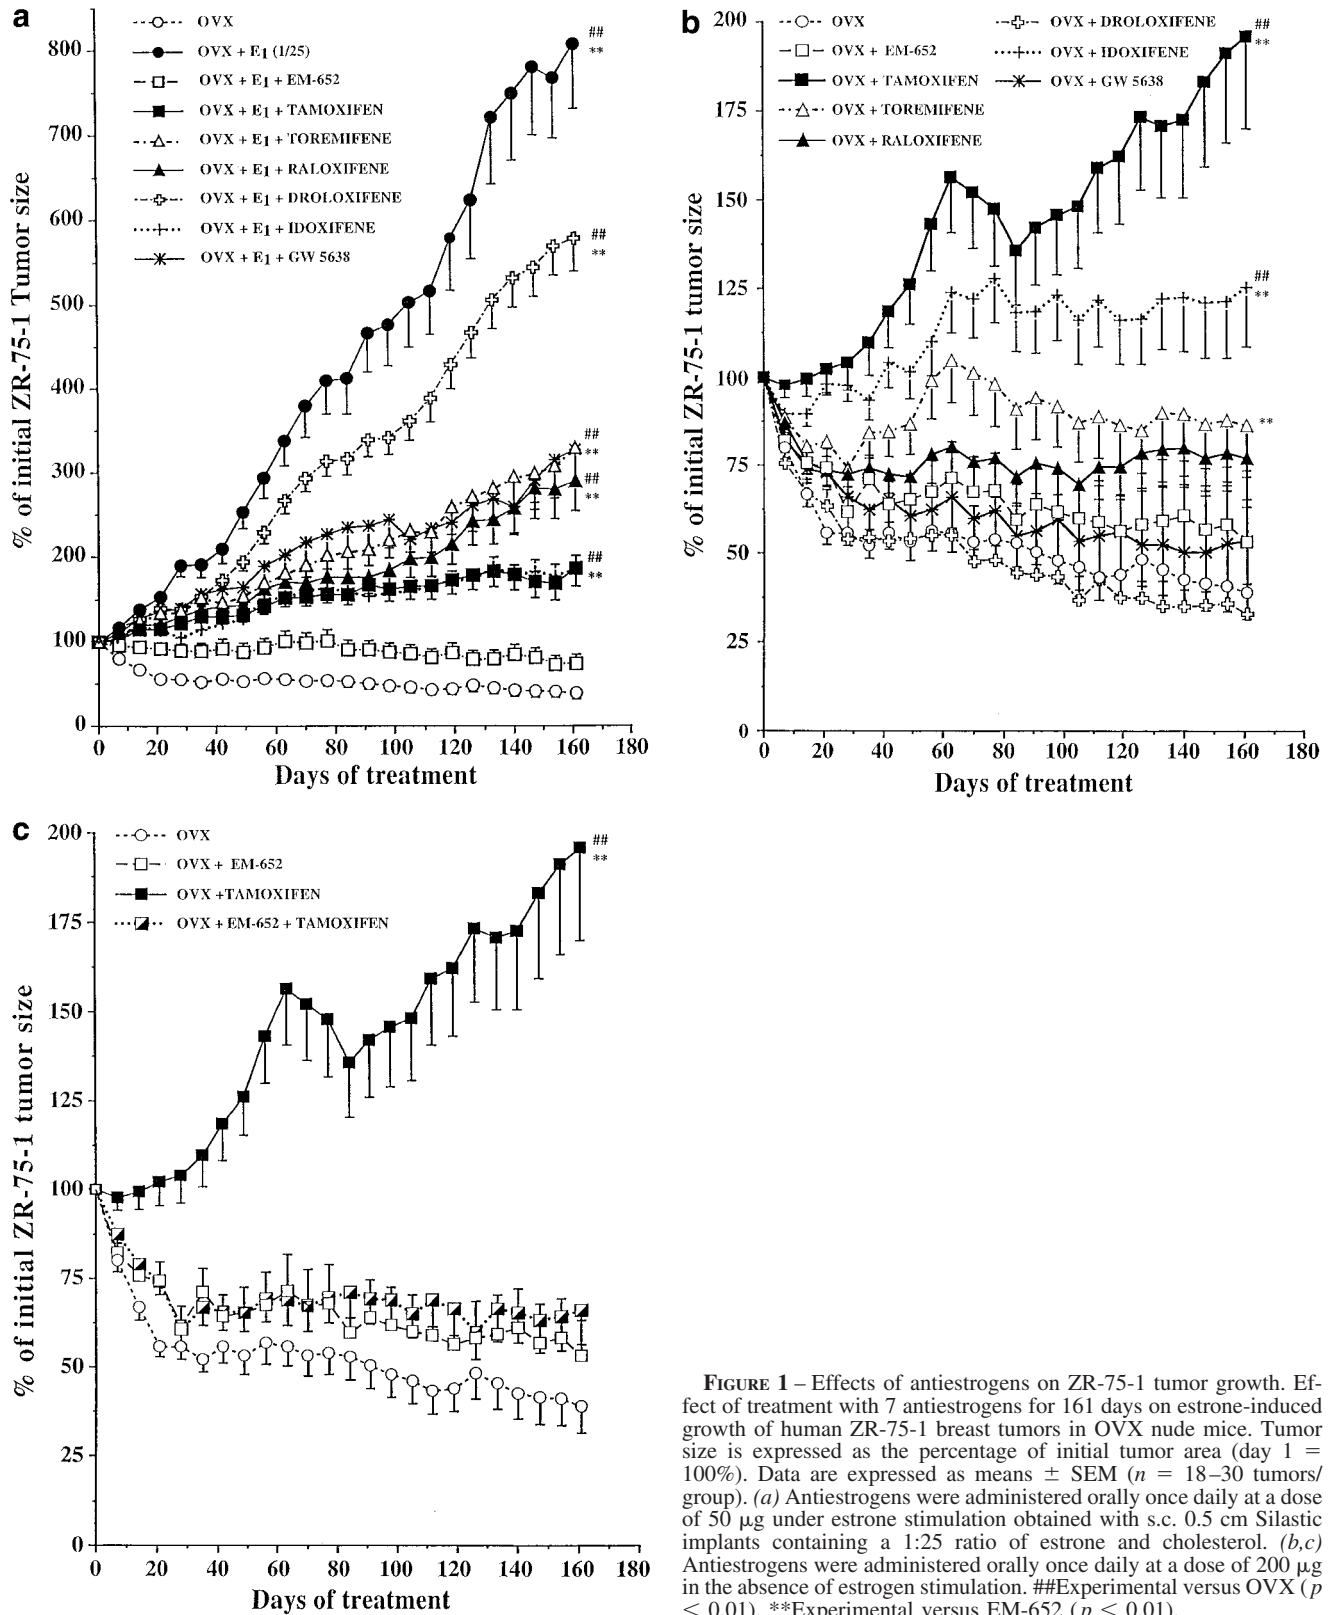 a
% of initial ZR-75-1 Tumor size
800
700
600
500
400
300
200
100
0
OVX
OVX + E1 (1/25)
OVX + E1 + EM-652
OVX + E1 + TAMOXIFEN
OVX + E1 + TOREMIFENE
OVX + E1 + RALOXIFENE
OVX + E1 + DROLOXIFENE
OVX + E1 + IDOXIFENE
OVX + E1 + GW 5638
##
**
##
**
##
**
##
**
##
**
0 20 40 60 80 100 120 140 160 180
Days of treatment
b
% of initial ZR-75-1 tumor size
200
175
150
125
100
75
50
25
0
OVX
OVX + EM-652
OVX + TAMOXIFEN
OVX + TOREMIFENE
OVX + RALOXIFENE
OVX + DROLOXIFENE
OVX + IDOXIFENE
OVX + GW 5638
##
**
##
**
**
0 20 40 60 80 100 120 140 160 180
Days of treatment
c
% of initial ZR-75-1 tumor size
200
175
150
125
100
75
50
25
0
OVX
OVX + EM-652
OVX +TAMOXIFEN
OVX + EM-652 + TAMOXIFEN
##
**
0 20 40 60 80 100 120 140 160 180
Days of treatment
FIGURE 1 – Effects of antiestrogens on ZR-75-1 tumor growth. Ef-
fect of treatment with 7 antiestrogens for 161 days on estrone-induced
growth of human ZR-75-1 breast tumors in OVX nude mice. Tumor
size is expressed as the percentage of initial tumor area (day 1 =
100%). Data are expressed as means ± SEM (n = 18–30 tumors/
group). (a) Antiestrogens were administered orally once daily at a dose
of 50 μg under estrone stimulation obtained with s.c. 0.5 cm Silastic
implants containing a 1:25 ratio of estrone and cholesterol. (b,c)
Antiestrogens were administered orally once daily at a dose of 200 μg
in the absence of estrogen stimulation. ##Experimental versus OVX (p
< 0.01). **Experimental versus EM-652 (p < 0.01).